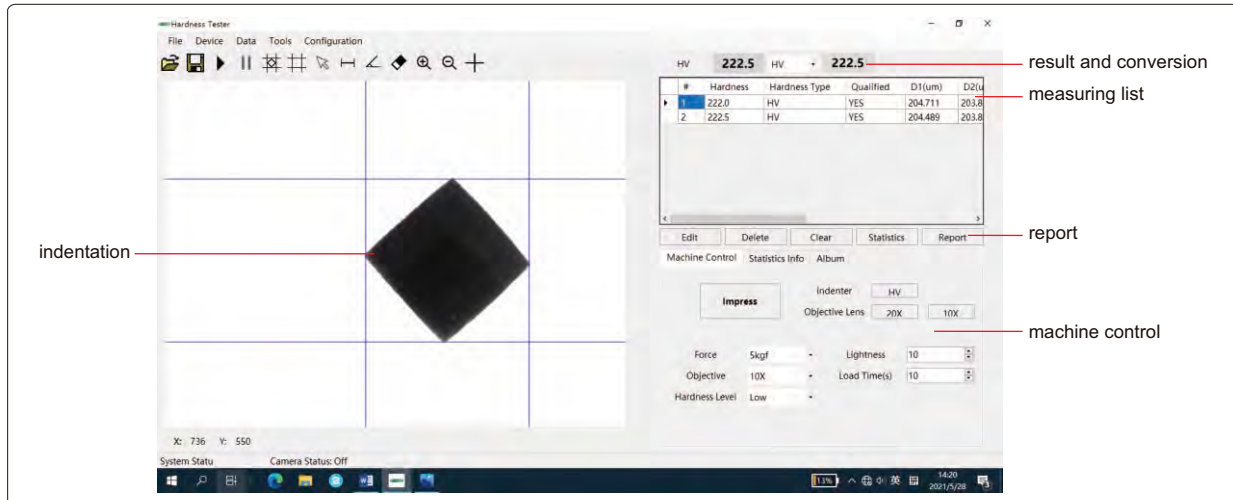 Hardness Tester
File Device Data Tools Configuration
HV 222.5 HV 222.5
result and conversion
# Hardness Hardness Type Qualified D1(um) D2(u
measuring list
1 222.0 HV YES 204.711 203.8
2 222.5 HV YES 204.489 203.8
Edit Delete Clear Statistics Report
report
indentation
Machine Control Statistics Info Album
Impress
Indenter HV
Objective Lens 20X 10X
machine control
Force 5kgf Lightness 10
Objective 10X Load Time(s) 10
Hardness Level Low
X: 736 Y: 550
System Statu Camera Status: Off
13% 英 14:20
2021/5/28